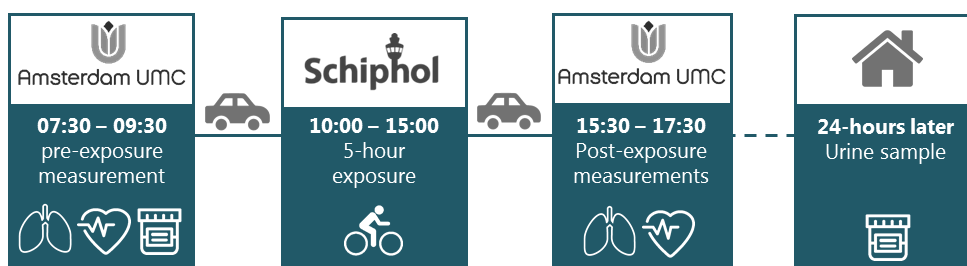 Amsterdam UMC
07:30 – 09:30
pre-exposure
measurement
Schiphol
10:00 – 15:00
5-hour
exposure
Amsterdam UMC
15:30 – 17:30
Post-exposure
measurements
24-hours later
Urine sample